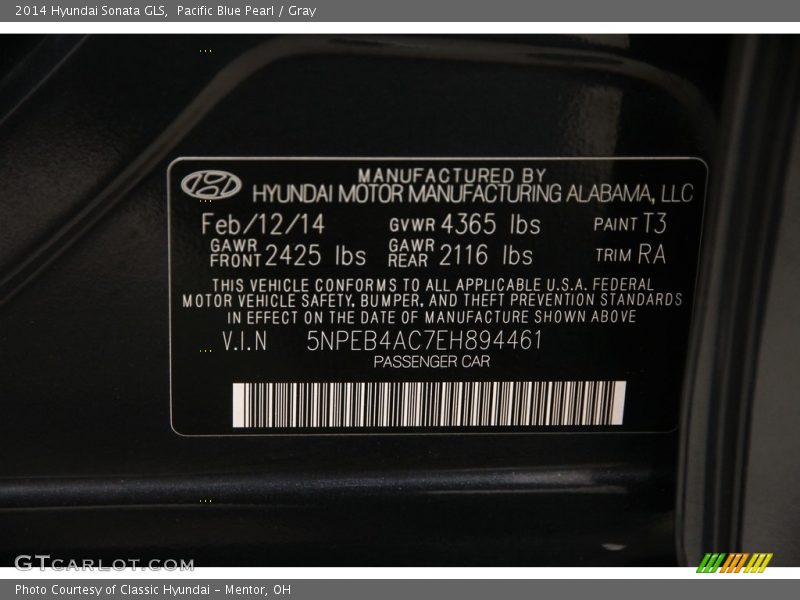 2014 Hyundai Sonata GLS, Pacific Blue Pearl / Gray
MANUFACTURED BY
HYUNDAI MOTOR MANUFACTURING ALABAMA, LLC
Feb/12/14 GVWR 4365 lbs PAINT T3
GAWR FRONT 2425 lbs GAWR REAR 2116 lbs TRIM RA
THIS VEHICLE CONFORMS TO ALL APPLICABLE U.S.A. FEDERAL
MOTOR VEHICLE SAFETY, BUMPER, AND THEFT PREVENTION STANDARDS
IN EFFECT ON THE DATE OF MANUFACTURE SHOWN ABOVE
V.I.N 5NPEB4AC7EH894461
PASSENGER CAR
GTCARLOT.COM
Photo Courtesy of Classic Hyundai - Mentor, OH